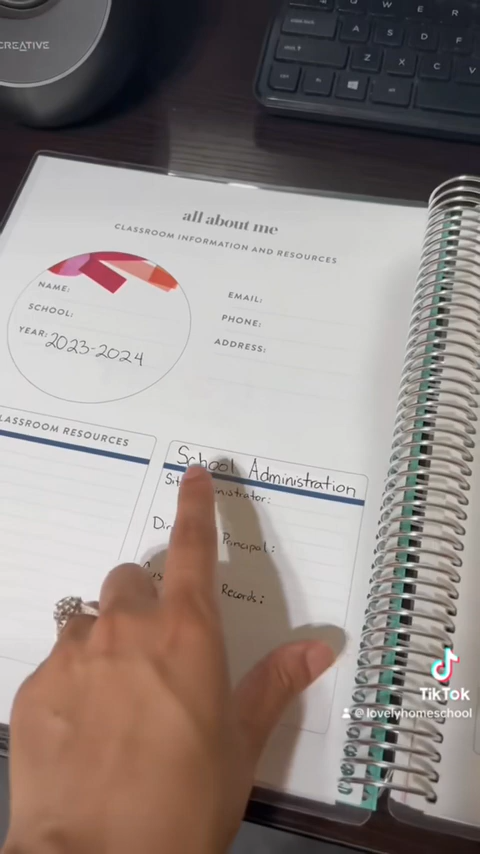 CREATIVE
W E R
A S D F
Z X C V
all about me
CLASSROOM INFORMATION AND RESOURCES
NAME:
SCHOOL:
YEAR: 2023-2024
EMAIL:
PHONE:
ADDRESS:
CLASSROOM RESOURCES
School Administration
Principal:
Records:
TikTok
@lovelyhomeschool